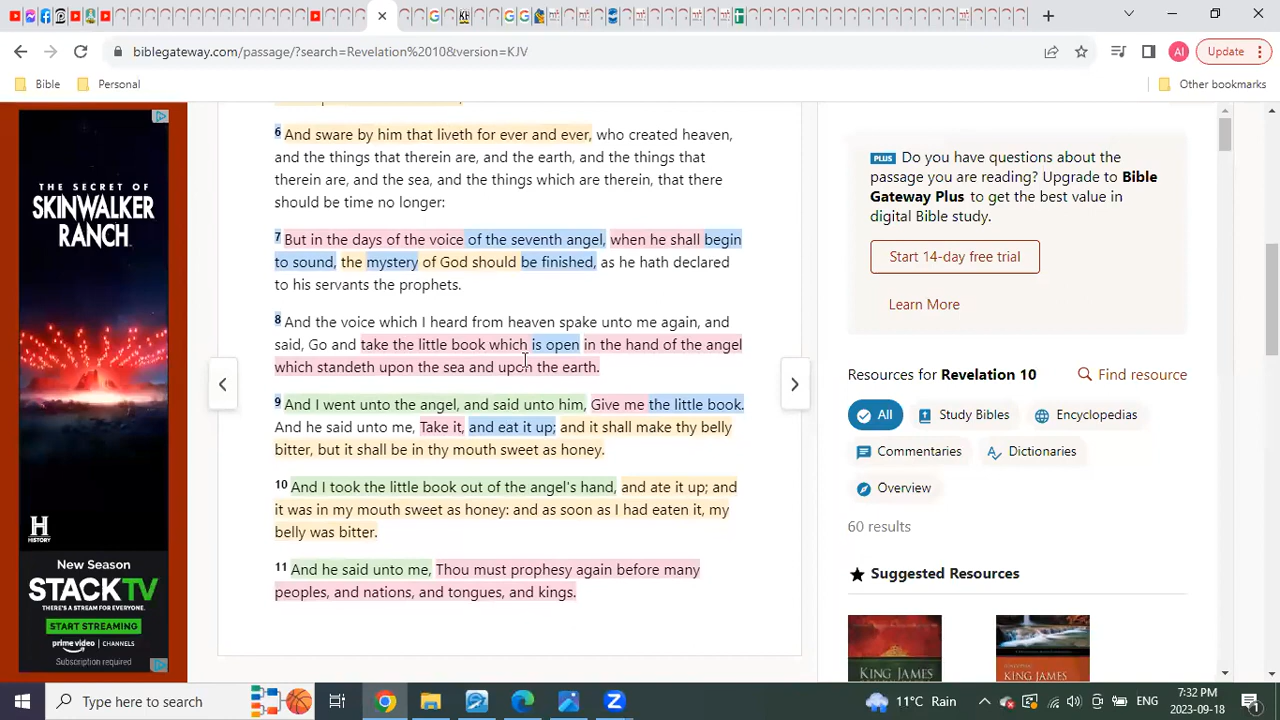 biblegateway.com/passage/?search=Revelation%2010&version=KJV
AI
Update
Bible
Personal
Other bookmarks
6 And sware by him that liveth for ever and ever, who created heaven,
and the things that therein are, and the earth, and the things that
therein are, and the sea, and the things which are therein, that there
should be time no longer:
7 But in the days of the voice of the seventh angel, when he shall begin
to sound, the mystery of God should be finished, as he hath declared
to his servants the prophets.
8 And the voice which I heard from heaven spake unto me again, and
said, Go and take the little book which is open in the hand of the angel
which standeth upon the sea and upon the earth.
9 And I went unto the angel, and said unto him, Give me the little book.
And he said unto me, Take it, and eat it up; and it shall make thy belly
bitter, but it shall be in thy mouth sweet as honey.
10 And I took the little book out of the angel's hand, and ate it up; and
it was in my mouth sweet as honey: and as soon as I had eaten it, my
belly was bitter.
11 And he said unto me, Thou must prophesy again before many
peoples, and nations, and tongues, and kings.
THE SECRET OF
SKINWALKER
RANCH
H
HISTORY
New Season
STACKTV
THERE'S A STREAM FOR EVERYONE.
START STREAMING
prime video CHANNELS
Subscription required
PLUS Do you have questions about the
passage you are reading? Upgrade to Bible
Gateway Plus to get the very best value in
digital Bible study.
Start 14-day free trial
Learn More
Resources for Revelation 10 Find resource
All Study Bibles Encyclopedias
Commentaries Dictionaries
Overview
60 results
Suggested Resources
KING JAMES
KING JAMES
Type here to search
11°C Rain
ENG
7:32 PM
2023-09-18
1